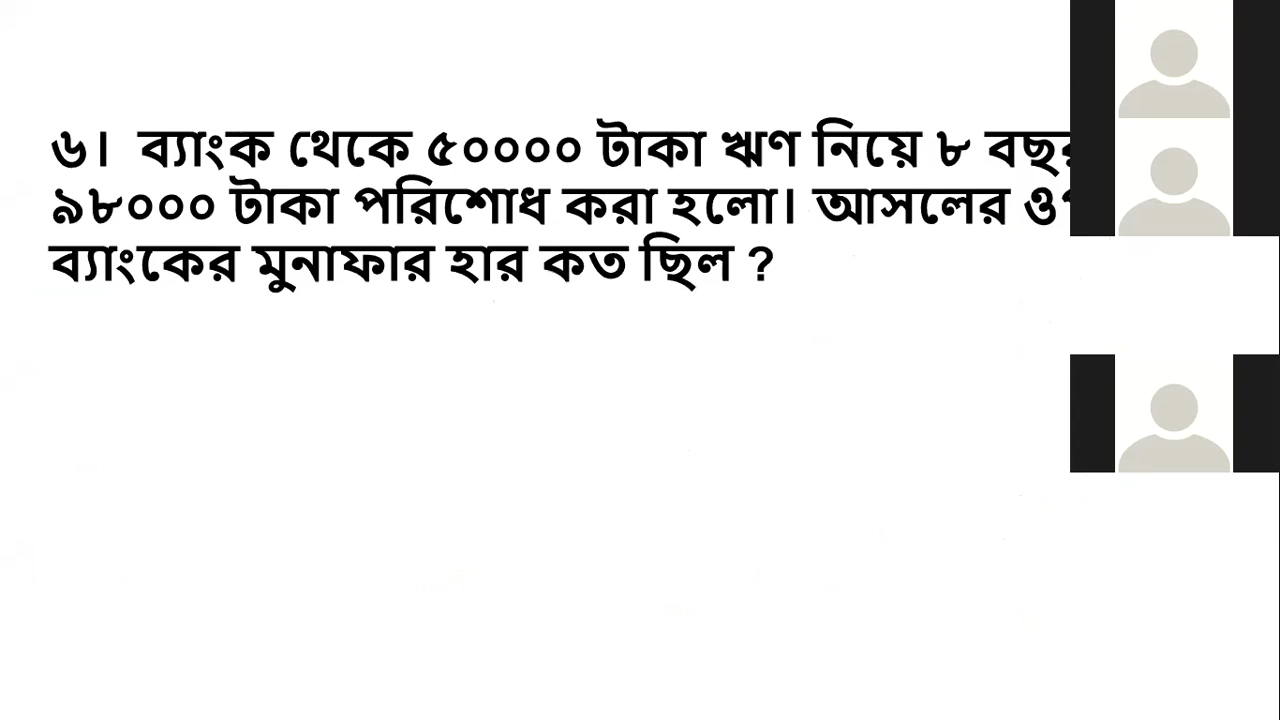 ৬। ব্যাংক থেকে ৫০০০০ টাকা ঋণ নিয়ে ৮
৯৮০০০ টাকা পরিশোধ করা হলো। আসলের
ব্যাংকের মুনাফার হার কত ছিল ?